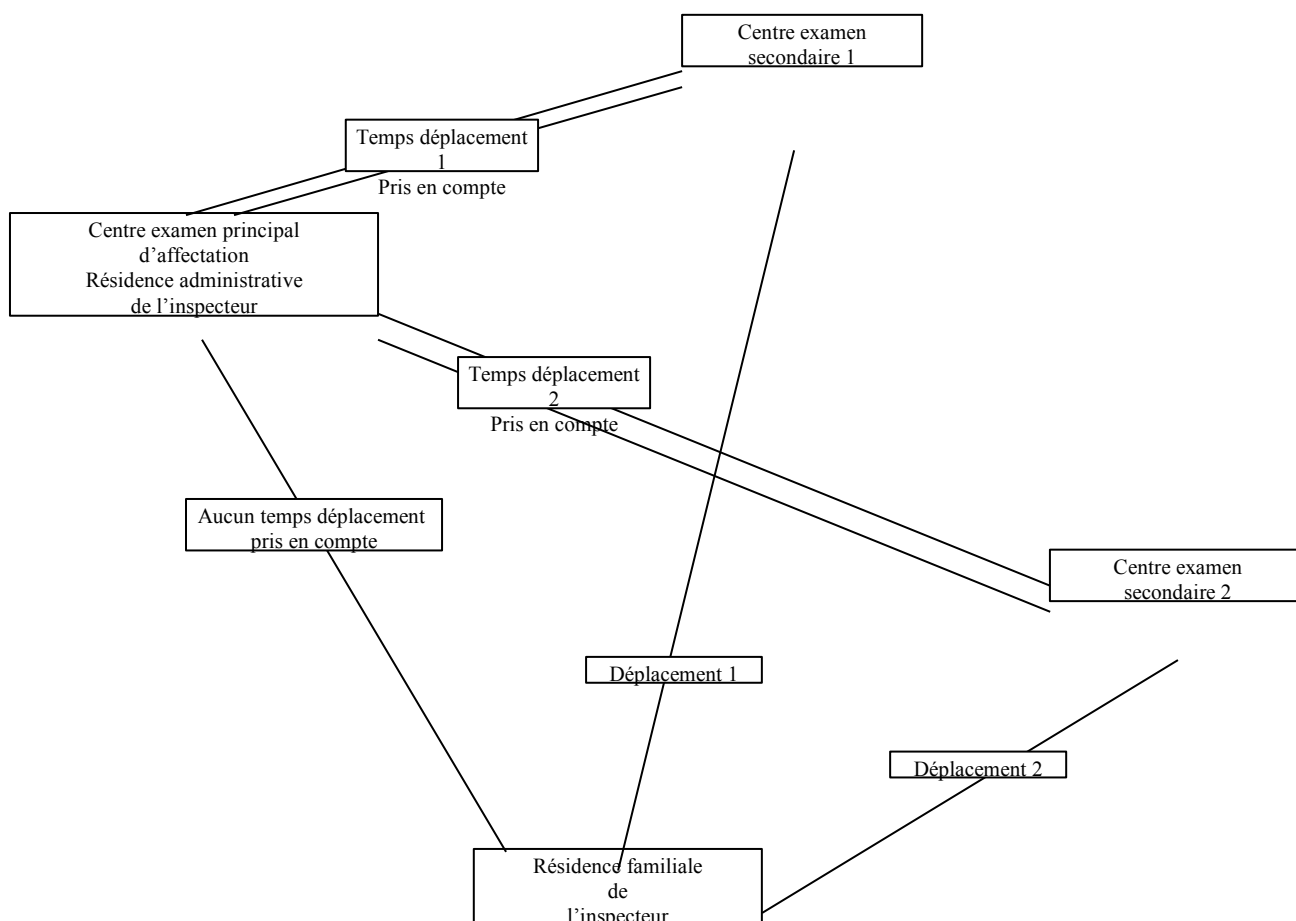 Centre examen
secondaire 1
Temps déplacement
1
Pris en compte
Centre examen principal
d’affectation
Résidence administrative
de l’inspecteur
Temps déplacement
2
Pris en compte
Aucun temps déplacement
pris en compte
Centre examen
secondaire 2
Déplacement 1
Déplacement 2
Résidence familiale
de
l’inspecteur